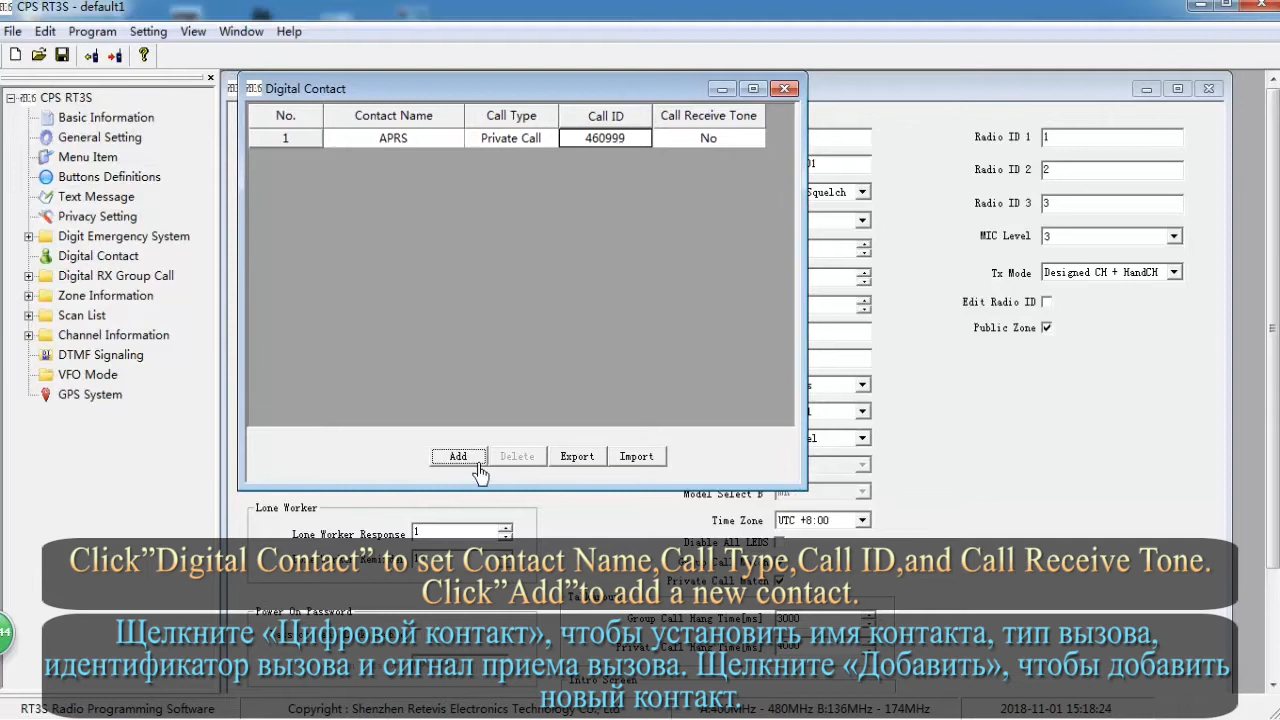 CPS RT3S - default1
File Edit Program Setting View Window Help
CPS RT3S
Basic Information
General Setting
Menu Item
Buttons Definitions
Text Message
Privacy Setting
Digit Emergency System
Digital Contact
Digital RX Group Call
Zone Information
Scan List
Channel Information
DTMF Signaling
VFO Mode
GPS System
Digital Contact
No. Contact Name Call Type Call ID Call Receive Tone
1 APRS Private Call 460999 No
Add Delete Export Import
Squelch
Radio ID 1 1
Radio ID 2 2
Radio ID 3 3
MIC Level 3
Tx Mode Designed CH + HandCH
Edit Radio ID
Public Zone
Model Select B
Time Zone UTC +8:00
Disable All LEDS
Private Call Match
Group Call Hang Time[ms] 3000
Lone Worker
Lone Worker Response 1
Power On Password
Intro Screen
Click”Digital Contact” to set Contact Name,Call Type,Call ID,and Call Receive Tone.
Click”Add”to add a new contact.
Щелкните «Цифровой контакт», чтобы установить имя контакта, тип вызова,
идентификатор вызова и сигнал приема вызова. Щелкните «Добавить», чтобы добавить
новый контакт.
RT3S Radio Programming Software Copyright : Shenzhen Retevis Electronics Technology Co., Ltd A:400MHz - 480MHz B:136MHz - 174MHz 2018-11-01 15:18:24